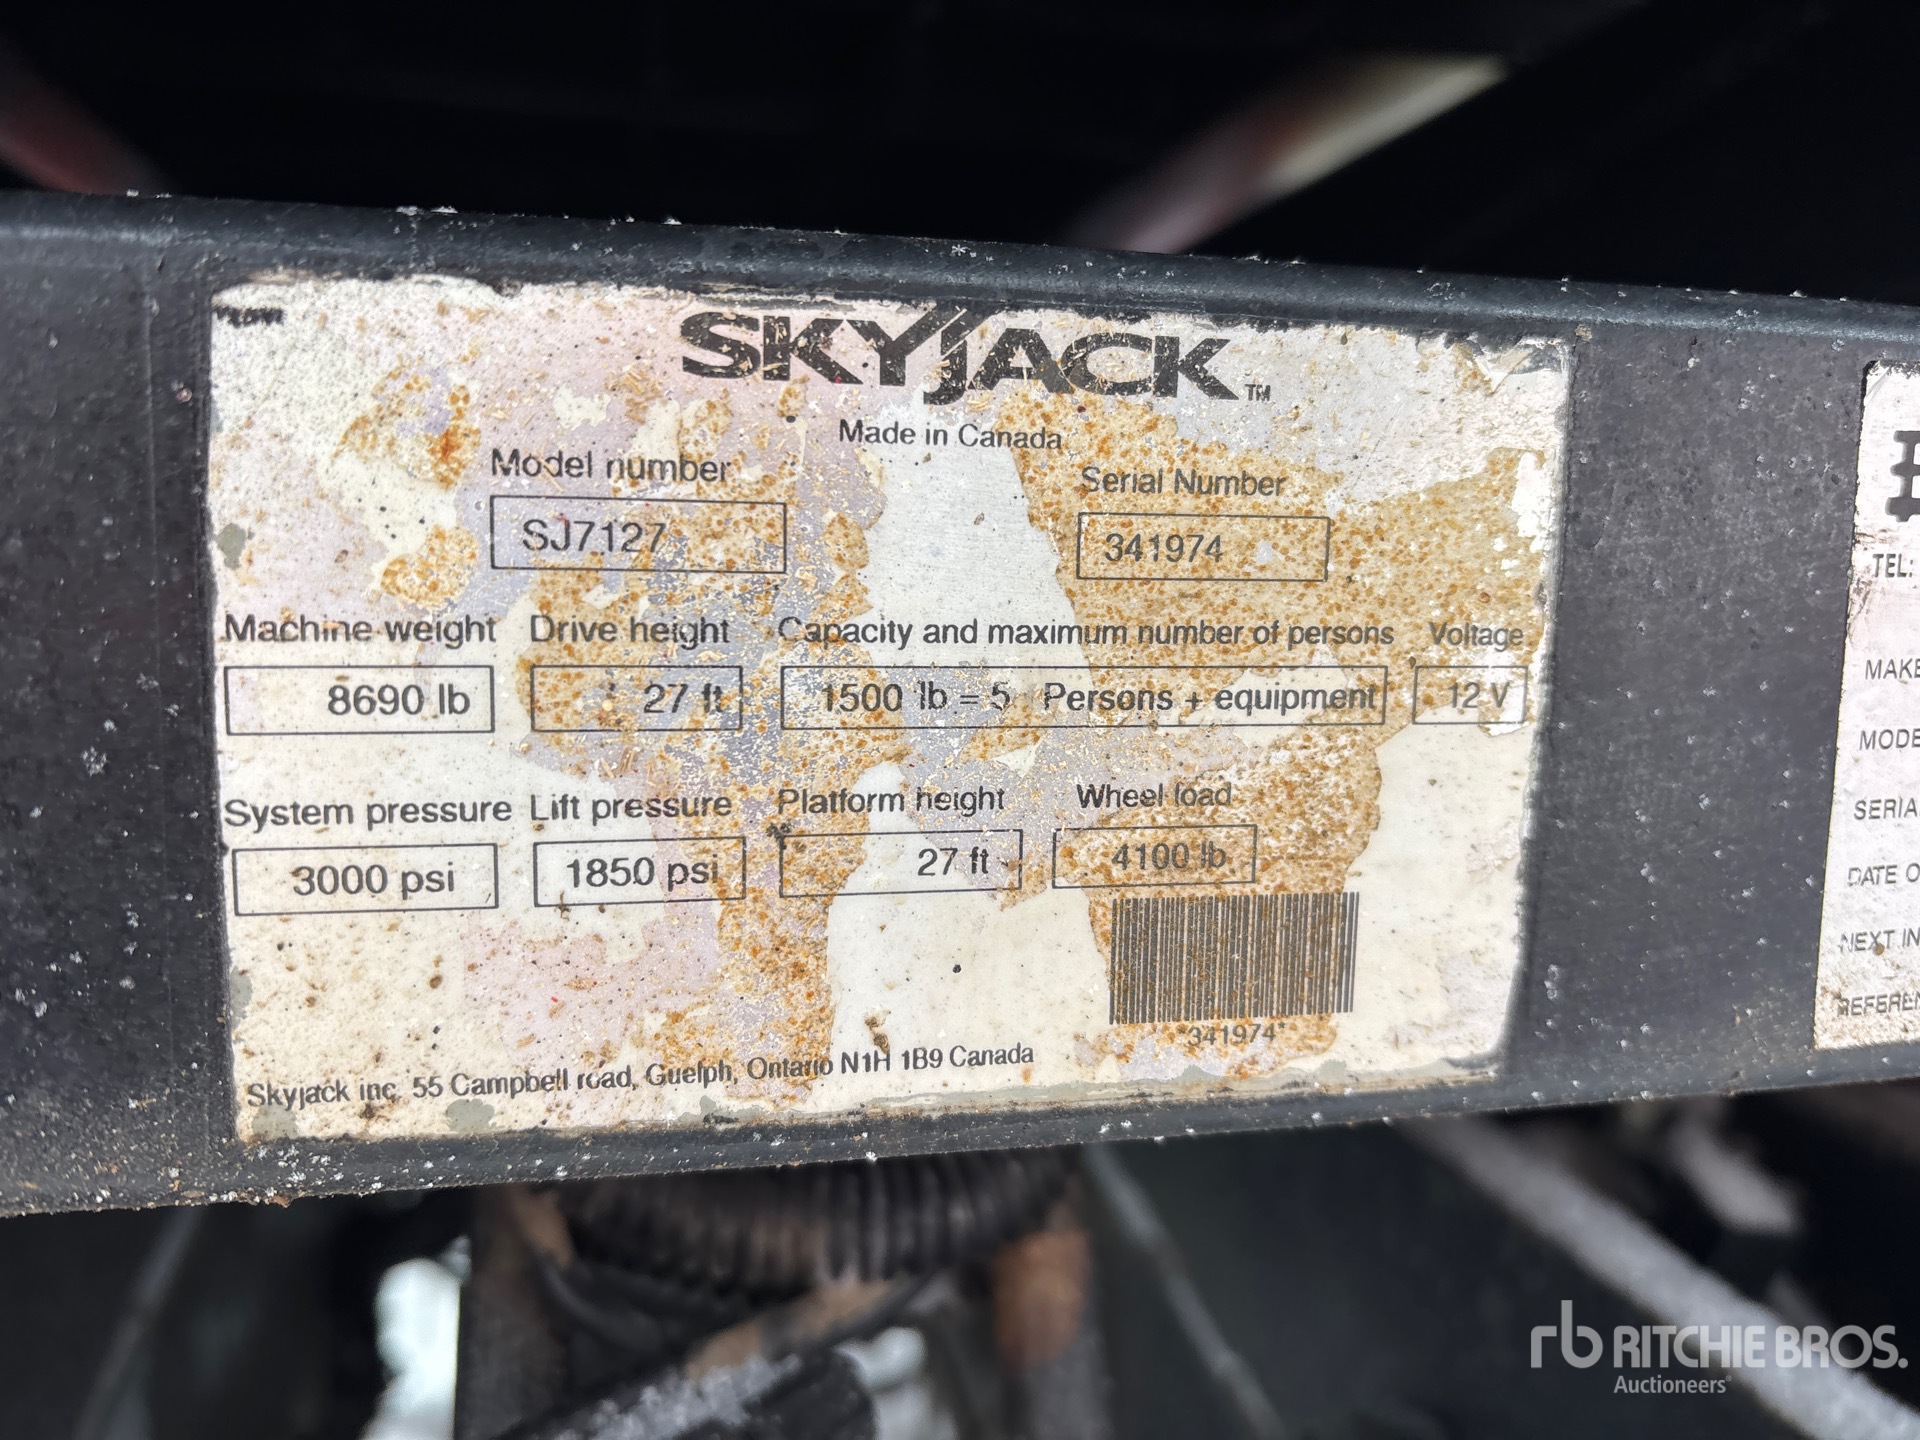 SKYJACK™
Made in Canada
Model number Serial Number
SJ7127 341974
Machine weight Drive height Capacity and maximum number of persons Voltage
8690 lb 27 ft 1500 lb = 5 Persons + equipment 12 V
System pressure Lift pressure Platform height Wheel load
3000 psi 1850 psi 27 ft 4100 lb
*341974*
Skyjack inc, 55 Campbell road, Guelph, Ontario N1H 1B9 Canada
TEL:
MAKE
MODE
SERIA
DATE O
NEXT IN
REFEREN
rb RITCHIE BROS.
Auctioneers